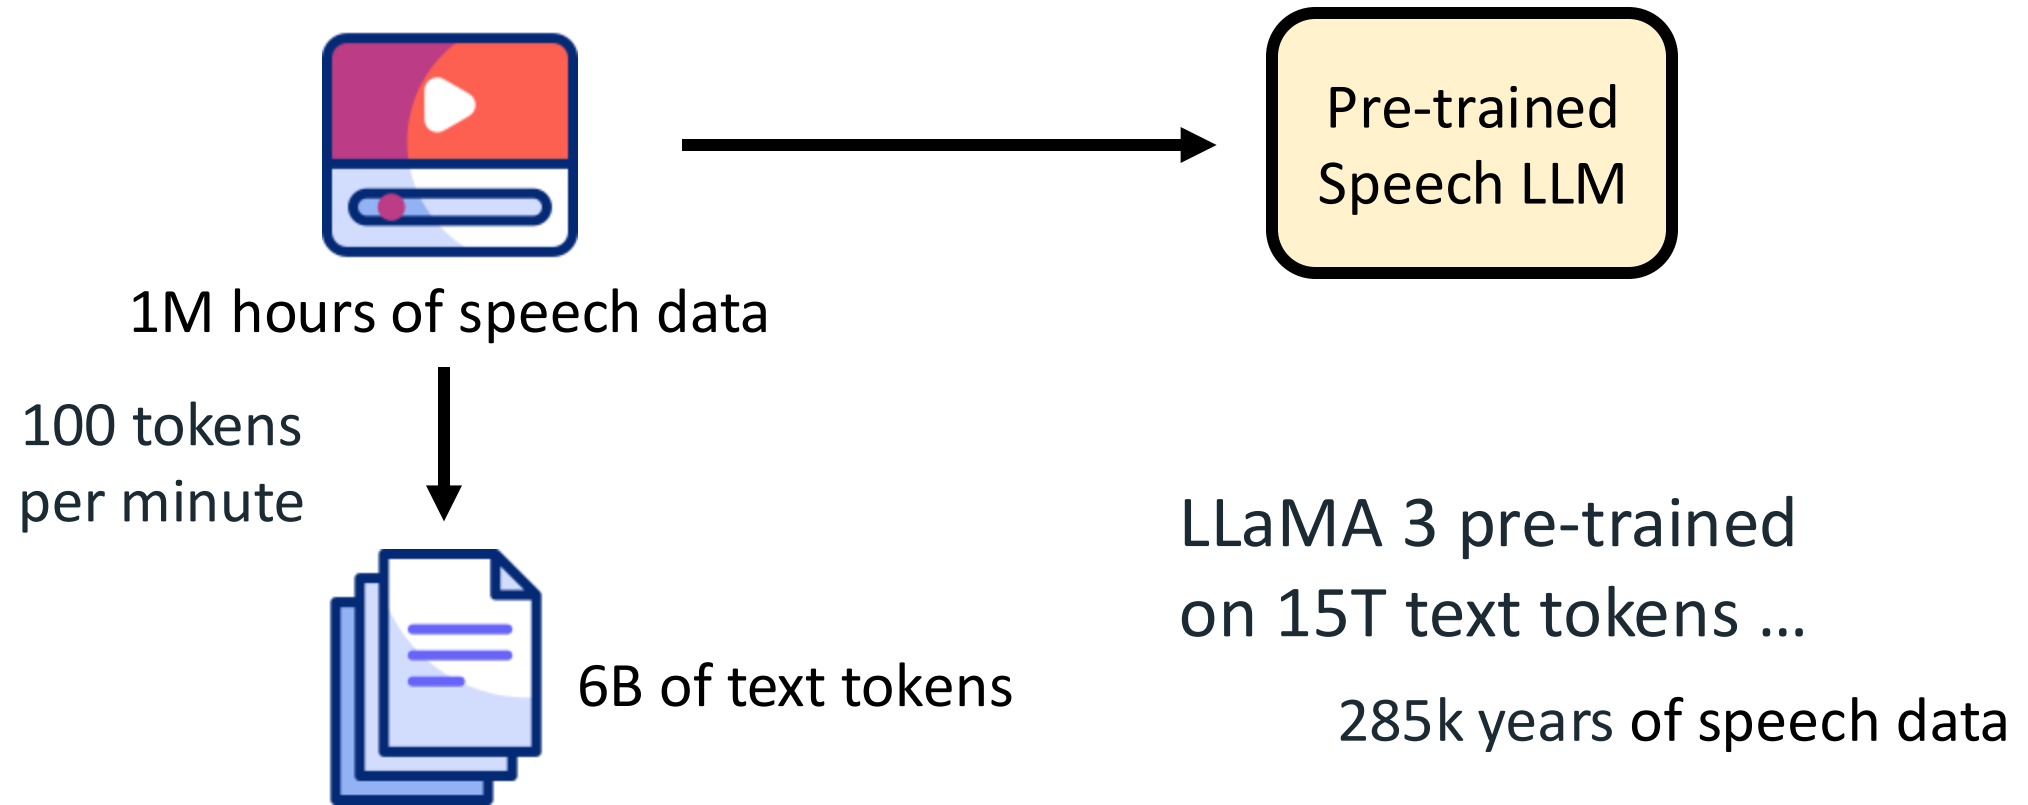 Pre-trained
Speech LLM
1M hours of speech data
100 tokens
per minute
6B of text tokens
LLaMA 3 pre-trained
on 15T text tokens ...
285k years of speech data